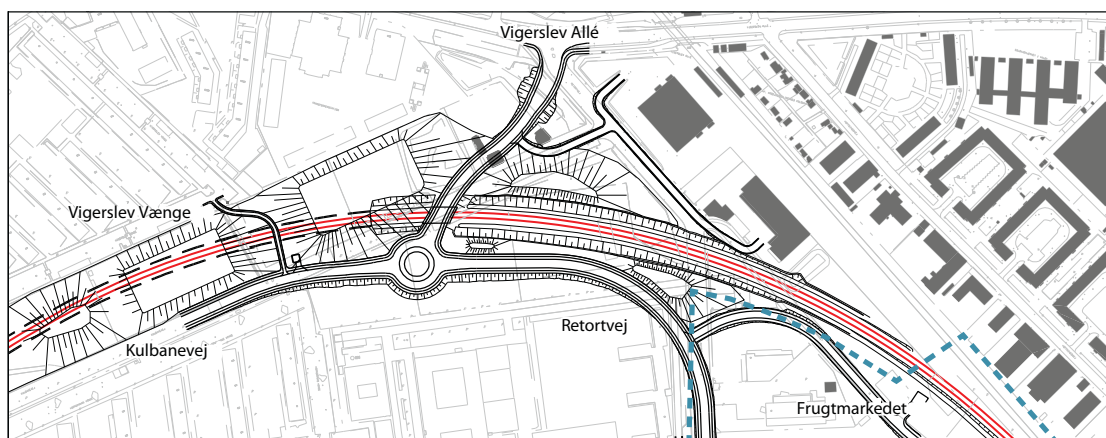 Vigerslev Allé
Vigerslev Vænge
Kulbanevej
Retortvej
Frugtmarkedet